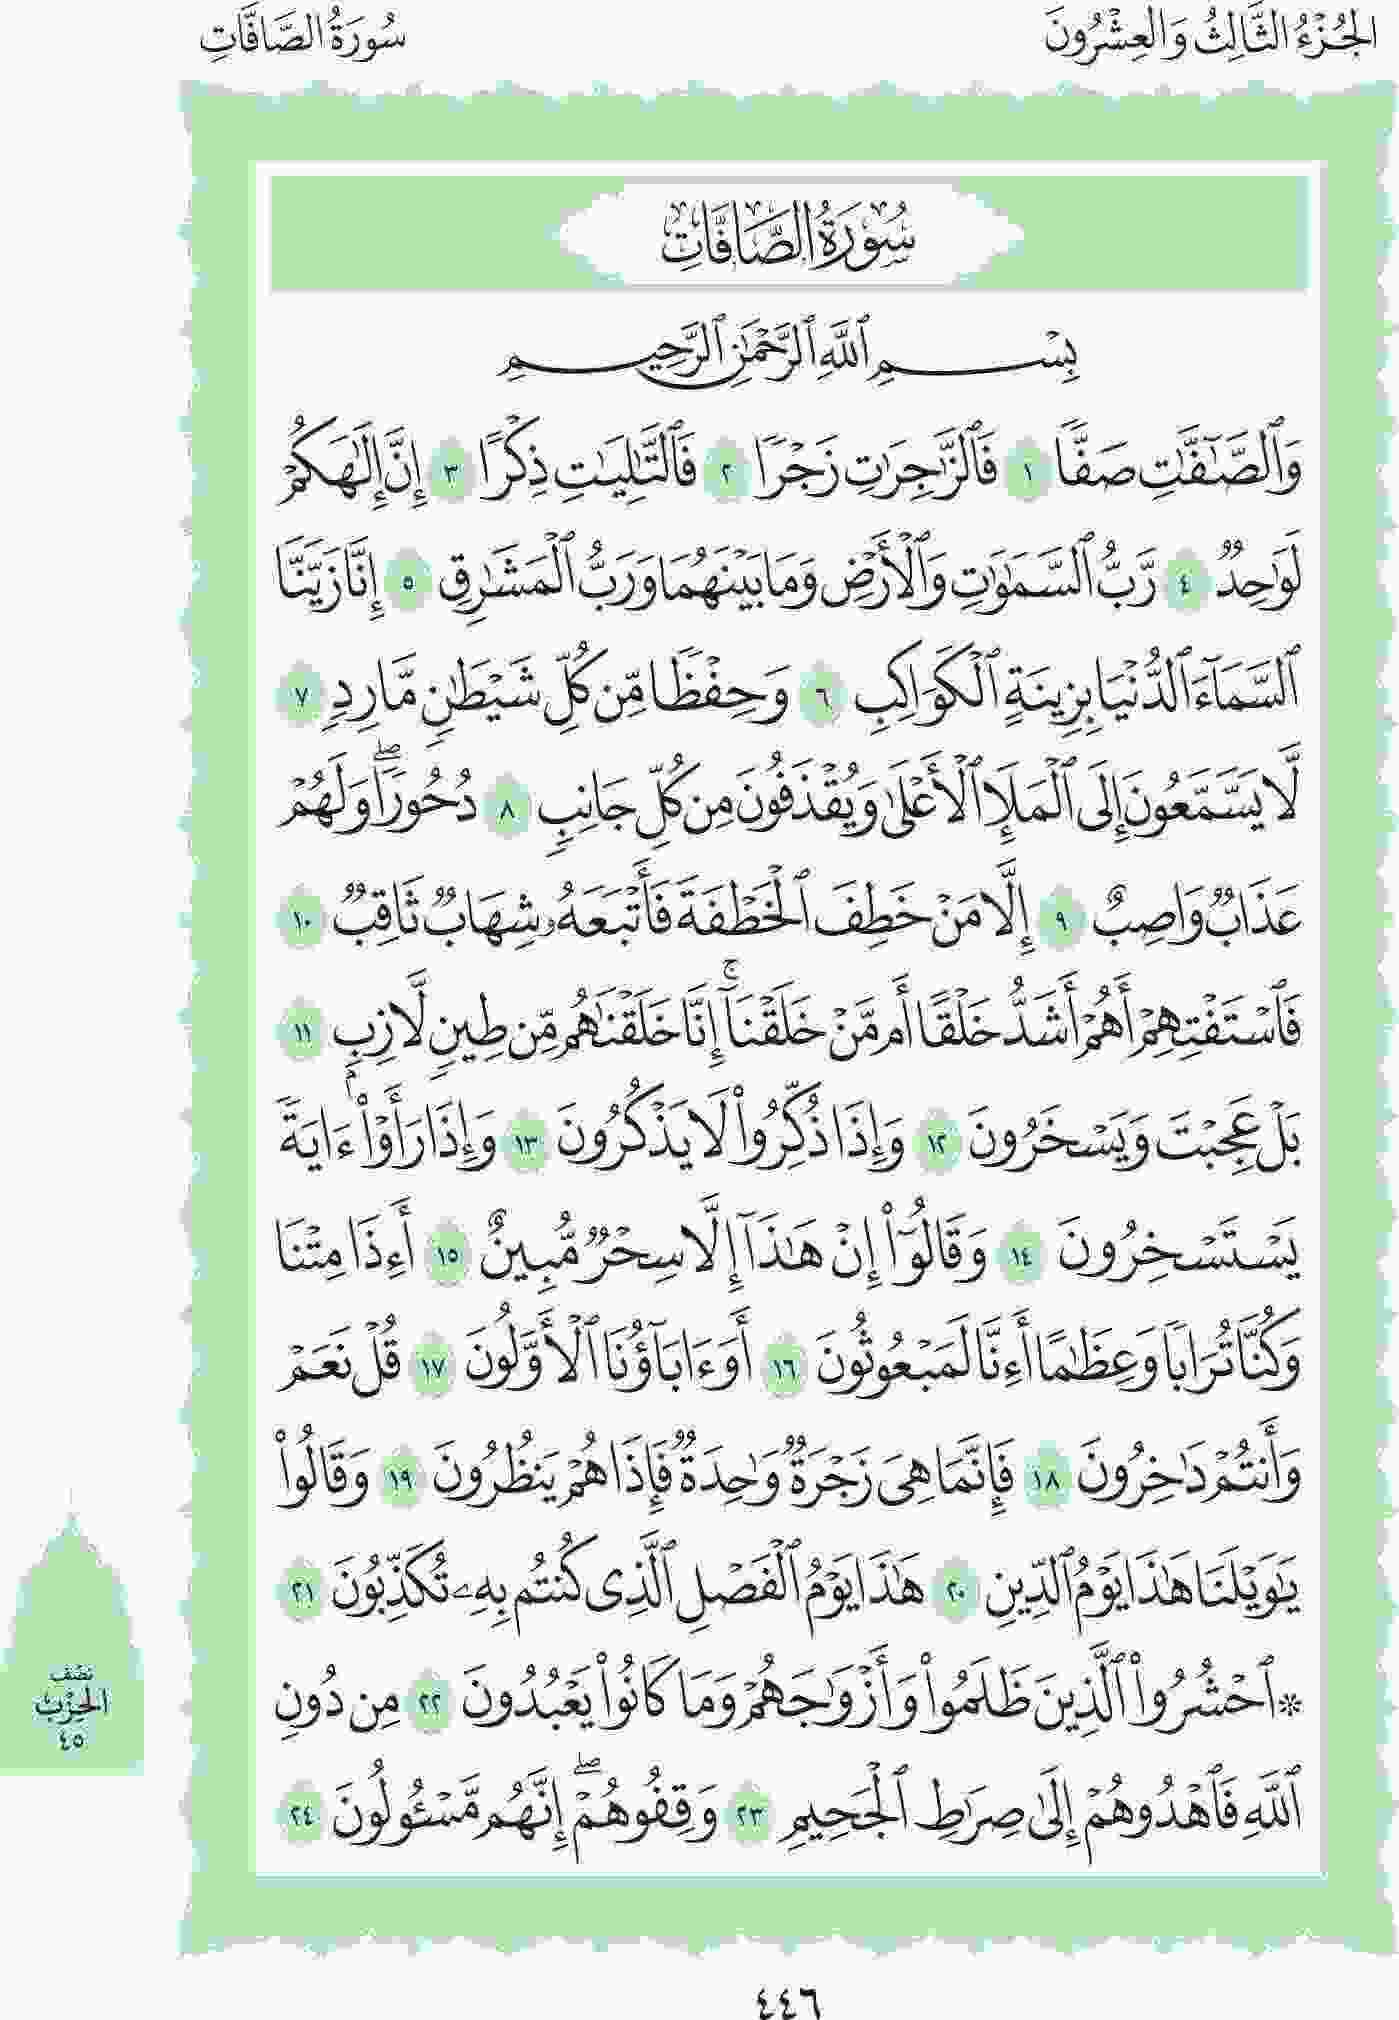 الجُزْءُ الثَّالِثُ وَالعِشْرُونَ
سُورَةُ الصَّافَّاتِ
سُورَةُ الصَّافَّاتِ
بِسْمِ ٱللَّهِ ٱلرَّحْمَٰنِ ٱلرَّحِيمِ
وَٱلصَّٰٓفَّٰتِ صَفّٗا ١ فَٱلزَّٰجِرَٰتِ زَجۡرٗا ٢ فَٱلتَّٰلِيَٰتِ ذِكۡرًا ٣ إِنَّ إِلَٰهَكُمۡ
لَوَٰحِدٞ ٤ رَّبُّ ٱلسَّمَٰوَٰتِ وَٱلۡأَرۡضِ وَمَا بَيۡنَهُمَا وَرَبُّ ٱلۡمَشَٰرِقِ ٥ إِنَّا زَيَّنَّا
ٱلسَّمَآءَ ٱلدُّنۡيَا بِزِينَةٍ ٱلۡكَوَاكِبِ ٦ وَحِفۡظٗا مِّن كُلِّ شَيۡطَٰنٖ مَّارِدٖ ٧
لَّا يَسَّمَّعُونَ إِلَى ٱلۡمَلَإِ ٱلۡأَعۡلَىٰ وَيُقۡذَفُونَ مِن كُلِّ جَانِبٖ ٨ دُحُورٗاۖ وَلَهُمۡ
عَذَابٞ وَاصِبٌ ٩ إِلَّا مَنۡ خَطِفَ ٱلۡخَطۡفَةَ فَأَتۡبَعَهُۥ شِهَابٞ ثَاقِبٞ ١٠
فَٱسۡتَفۡتِهِمۡ أَهُمۡ أَشَدُّ خَلۡقًا أَم مَّنۡ خَلَقۡنَآۚ إِنَّا خَلَقۡنَٰهُم مِّن طِينٖ لَّازِبِۭ ١١
بَلۡ عَجِبۡتَ وَيَسۡخَرُونَ ١٢ وَإِذَا ذُكِّرُواْ لَا يَذۡكُرُونَ ١٣ وَإِذَا رَأَوۡاْ ءَايَةٗ
يَسۡتَسۡخِرُونَ ١٤ وَقَالُوٓاْ إِنۡ هَٰذَآ إِلَّا سِحۡرٞ مُّبِينٌ ١٥ أَءِذَا مِتۡنَا
وَكُنَّا تُرَابٗا وَعِظَٰمًا أَءِنَّا لَمَبۡعُوثُونَ ١٦ أَوَءَابَآؤُنَا ٱلۡأَوَّلُونَ ١٧ قُلۡ نَعَمۡ
وَأَنتُمۡ دَٰخِرُونَ ١٨ فَإِنَّمَا هِيَ زَجۡرَةٞ وَٰحِدَةٞ فَإِذَا هُمۡ يَنظُرُونَ ١٩ وَقَالُواْ
يَٰوَيۡلَنَا هَٰذَا يَوۡمُ ٱلدِّينِ ٢٠ هَٰذَا يَوۡمُ ٱلۡفَصۡلِ ٱلَّذِي كُنتُم بِهِۦ تُكَذِّبُونَ ٢١
۞ ٱحۡشُرُواْ ٱلَّذِينَ ظَلَمُواْ وَأَزۡوَٰجَهُمۡ وَمَا كَانُواْ يَعۡبُدُونَ ٢٢ مِن دُونِ
ٱللَّهِ فَٱهۡدُوهُمۡ إِلَىٰ صِرَٰطِ ٱلۡجَحِيمِ ٢٣ وَقِفُوهُمۡۖ إِنَّهُم مَّسۡـُٔولُونَ ٢٤
نِصْف
الحِزْبُ
٤٥
٤٤٦